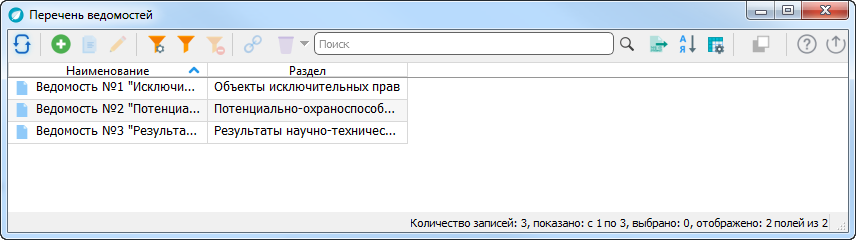 Перечень ведомостей
Поиск
А Я
Наименование Раздел
Ведомость №1 "Исключи... Объекты исключительных прав
Ведомость №2 "Потенциа... Потенциально-охраноспособ...
Ведомость №3 "Результа... Результаты научно-техничес...
Количество записей: 3, показано: с 1 по 3, выбрано: 0, отображено: 2 полей из 2